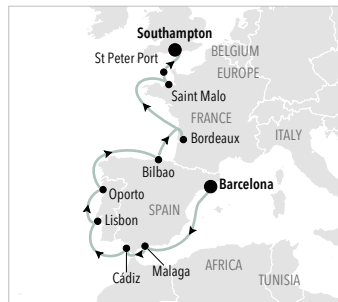 Southampton
BELGIUM
St Peter Port
EUROPE
Saint Malo
FRANCE
ITALY
Bordeaux
Bilbao
Barcelona
Oporto
SPAIN
Lisbon
AFRICA
Cádiz
Malaga
TUNISIA